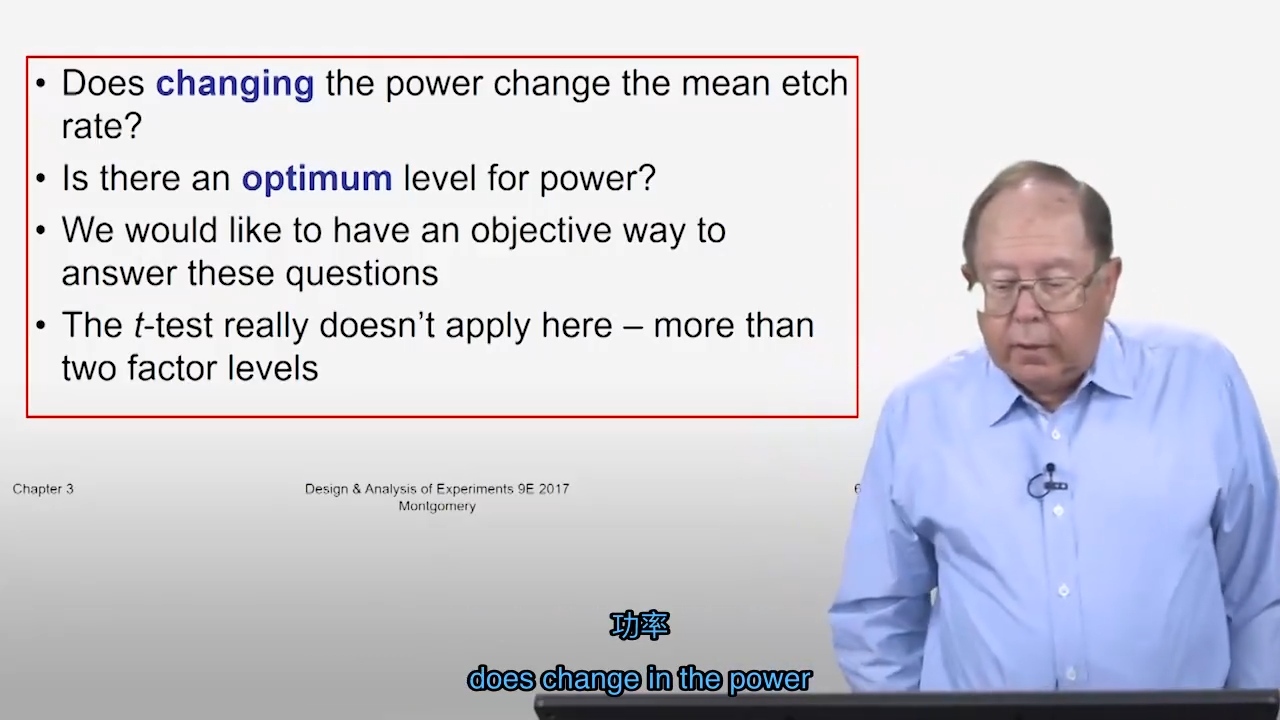 • Does changing the power change the mean etch
rate?
• Is there an optimum level for power?
• We would like to have an objective way to
answer these questions
• The t-test really doesn’t apply here – more than
two factor levels
Chapter 3
Design & Analysis of Experiments 9E 2017
Montgomery
6
功率
does change in the power